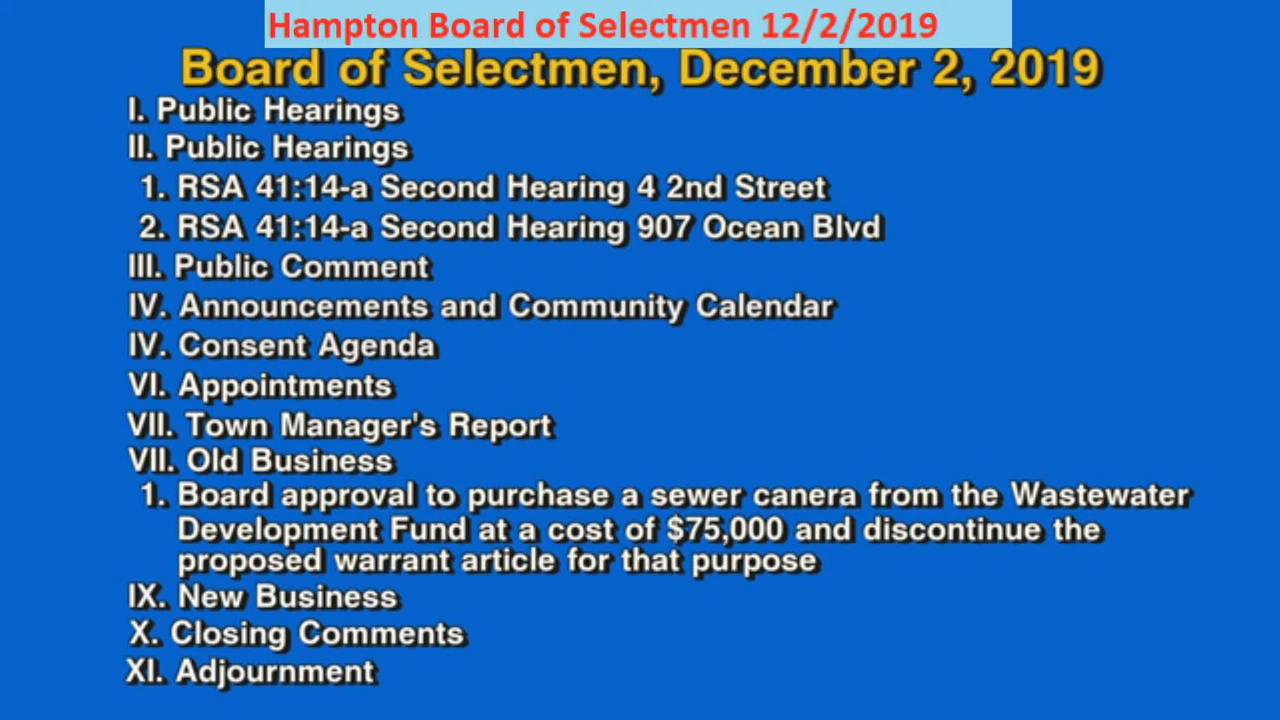 Hampton Board of Selectmen 12/2/2019
Board of Selectmen, December 2, 2019
I. Public Hearings
II. Public Hearings
1. RSA 41:14-a Second Hearing 4 2nd Street
2. RSA 41:14-a Second Hearing 907 Ocean Blvd
III. Public Comment
IV. Announcements and Community Calendar
IV. Consent Agenda
VI. Appointments
VII. Town Manager's Report
VII. Old Business
1. Board approval to purchase a sewer canera from the Wastewater
Development Fund at a cost of $75,000 and discontinue the
proposed warrant article for that purpose
IX. New Business
X. Closing Comments
XI. Adjournment